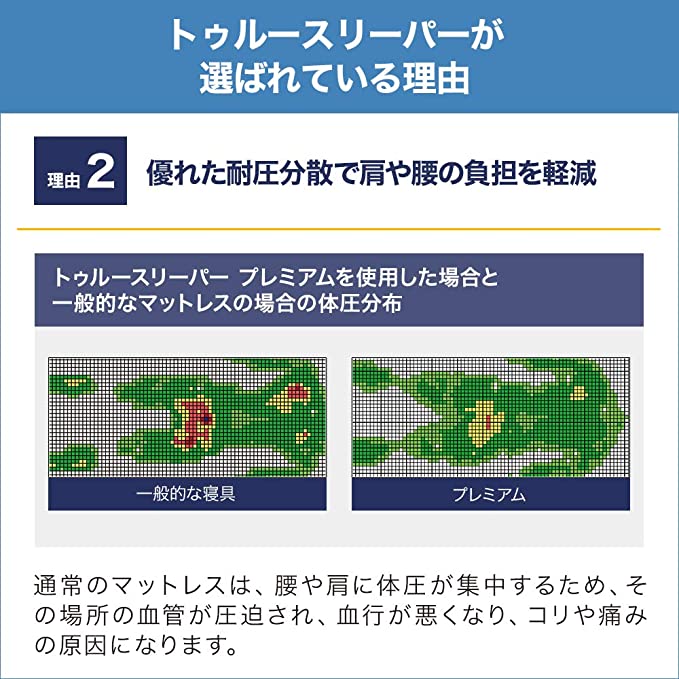 トゥルースリーパーが
選ばれている理由
理由2 優れた耐圧分散で肩や腰の負担を軽減
トゥルースリーパー プレミアムを使用した場合と
一般的なマットレスの場合の体圧分布
一般的な寝具
プレミアム
通常のマットレスは、腰や肩に体圧が集中するため、そ
の場所の血管が圧迫され、血行が悪くなり、コリや痛み
の原因になります。